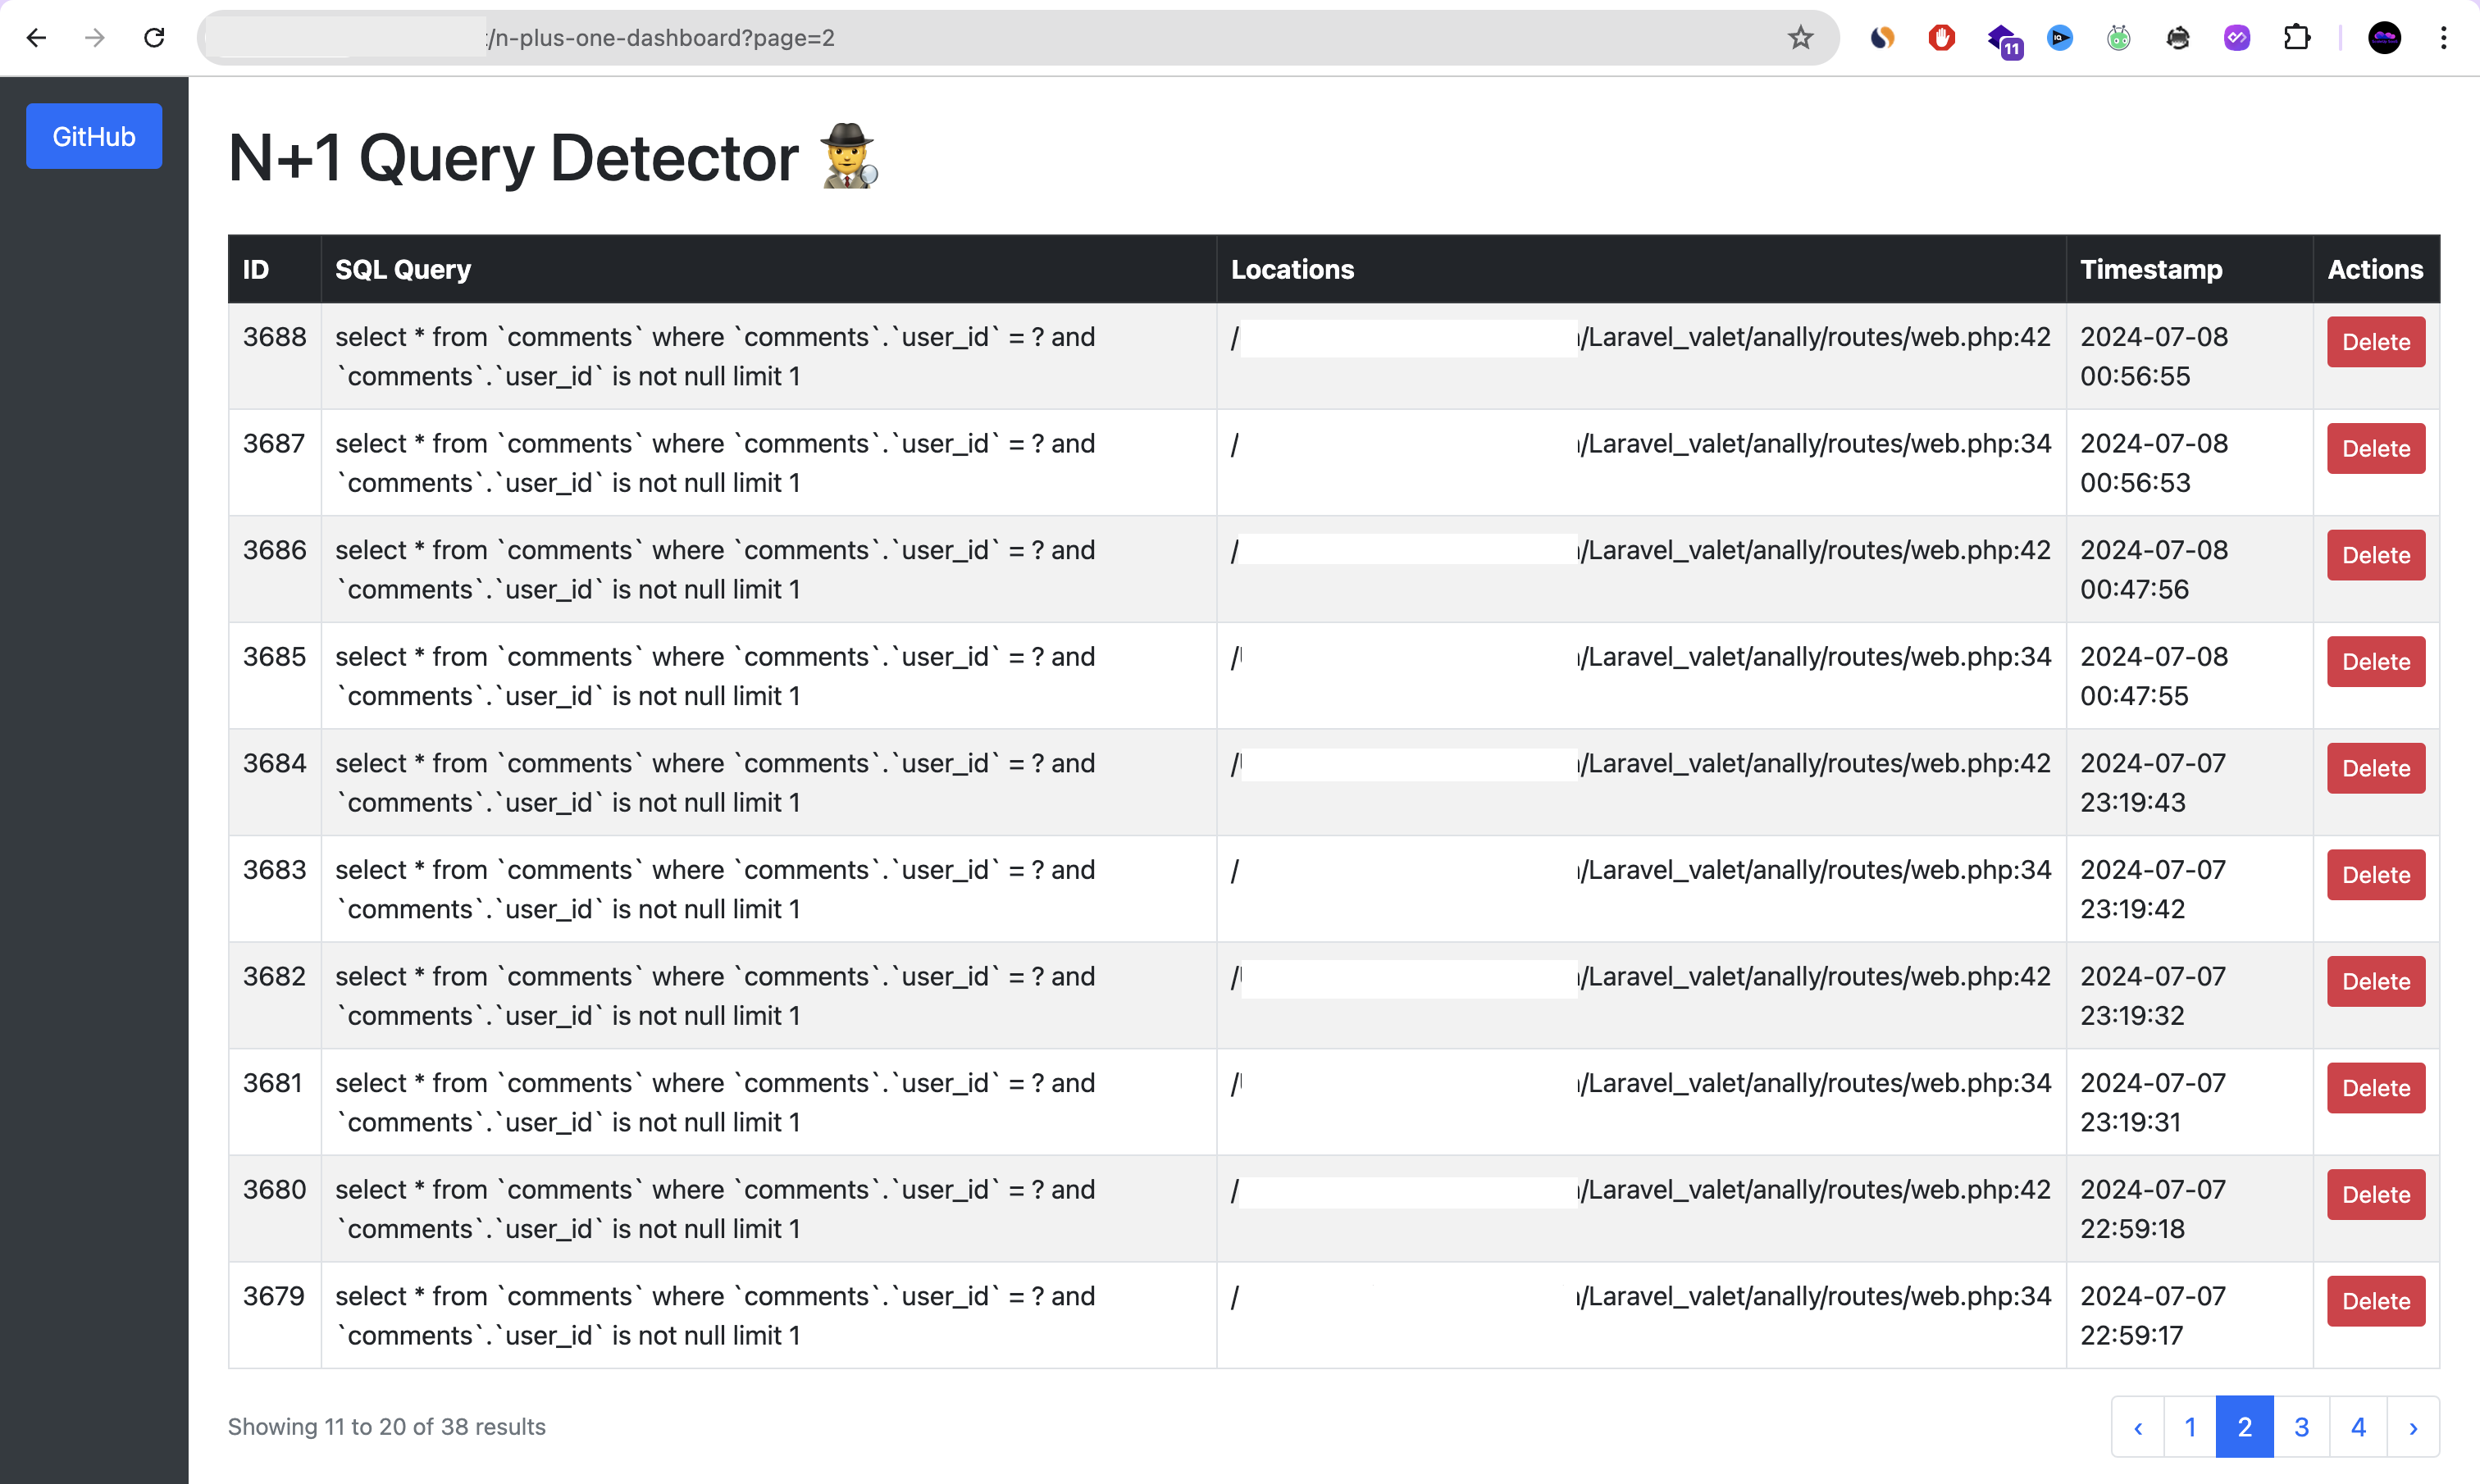 /n-plus-one-dashboard?page=2
11
GitHub
N+1 Query Detector
ID SQL Query Locations Timestamp Actions
3688 select * from `comments` where `comments`.`user_id` = ? and / /Laravel_valet/anally/routes/web.php:42 2024-07-08 Delete
`comments`.`user_id` is not null limit 1 00:56:55
3687 select * from `comments` where `comments`.`user_id` = ? and / /Laravel_valet/anally/routes/web.php:34 2024-07-08 Delete
`comments`.`user_id` is not null limit 1 00:56:53
3686 select * from `comments` where `comments`.`user_id` = ? and / /Laravel_valet/anally/routes/web.php:42 2024-07-08 Delete
`comments`.`user_id` is not null limit 1 00:47:56
3685 select * from `comments` where `comments`.`user_id` = ? and / /Laravel_valet/anally/routes/web.php:34 2024-07-08 Delete
`comments`.`user_id` is not null limit 1 00:47:55
3684 select * from `comments` where `comments`.`user_id` = ? and / /Laravel_valet/anally/routes/web.php:42 2024-07-07 Delete
`comments`.`user_id` is not null limit 1 23:19:43
3683 select * from `comments` where `comments`.`user_id` = ? and / /Laravel_valet/anally/routes/web.php:34 2024-07-07 Delete
`comments`.`user_id` is not null limit 1 23:19:42
3682 select * from `comments` where `comments`.`user_id` = ? and / /Laravel_valet/anally/routes/web.php:42 2024-07-07 Delete
`comments`.`user_id` is not null limit 1 23:19:32
3681 select * from `comments` where `comments`.`user_id` = ? and / /Laravel_valet/anally/routes/web.php:34 2024-07-07 Delete
`comments`.`user_id` is not null limit 1 23:19:31
3680 select * from `comments` where `comments`.`user_id` = ? and / /Laravel_valet/anally/routes/web.php:42 2024-07-07 Delete
`comments`.`user_id` is not null limit 1 22:59:18
3679 select * from `comments` where `comments`.`user_id` = ? and / /Laravel_valet/anally/routes/web.php:34 2024-07-07 Delete
`comments`.`user_id` is not null limit 1 22:59:17
Showing 11 to 20 of 38 results ‹ 1 2 3 4 ›